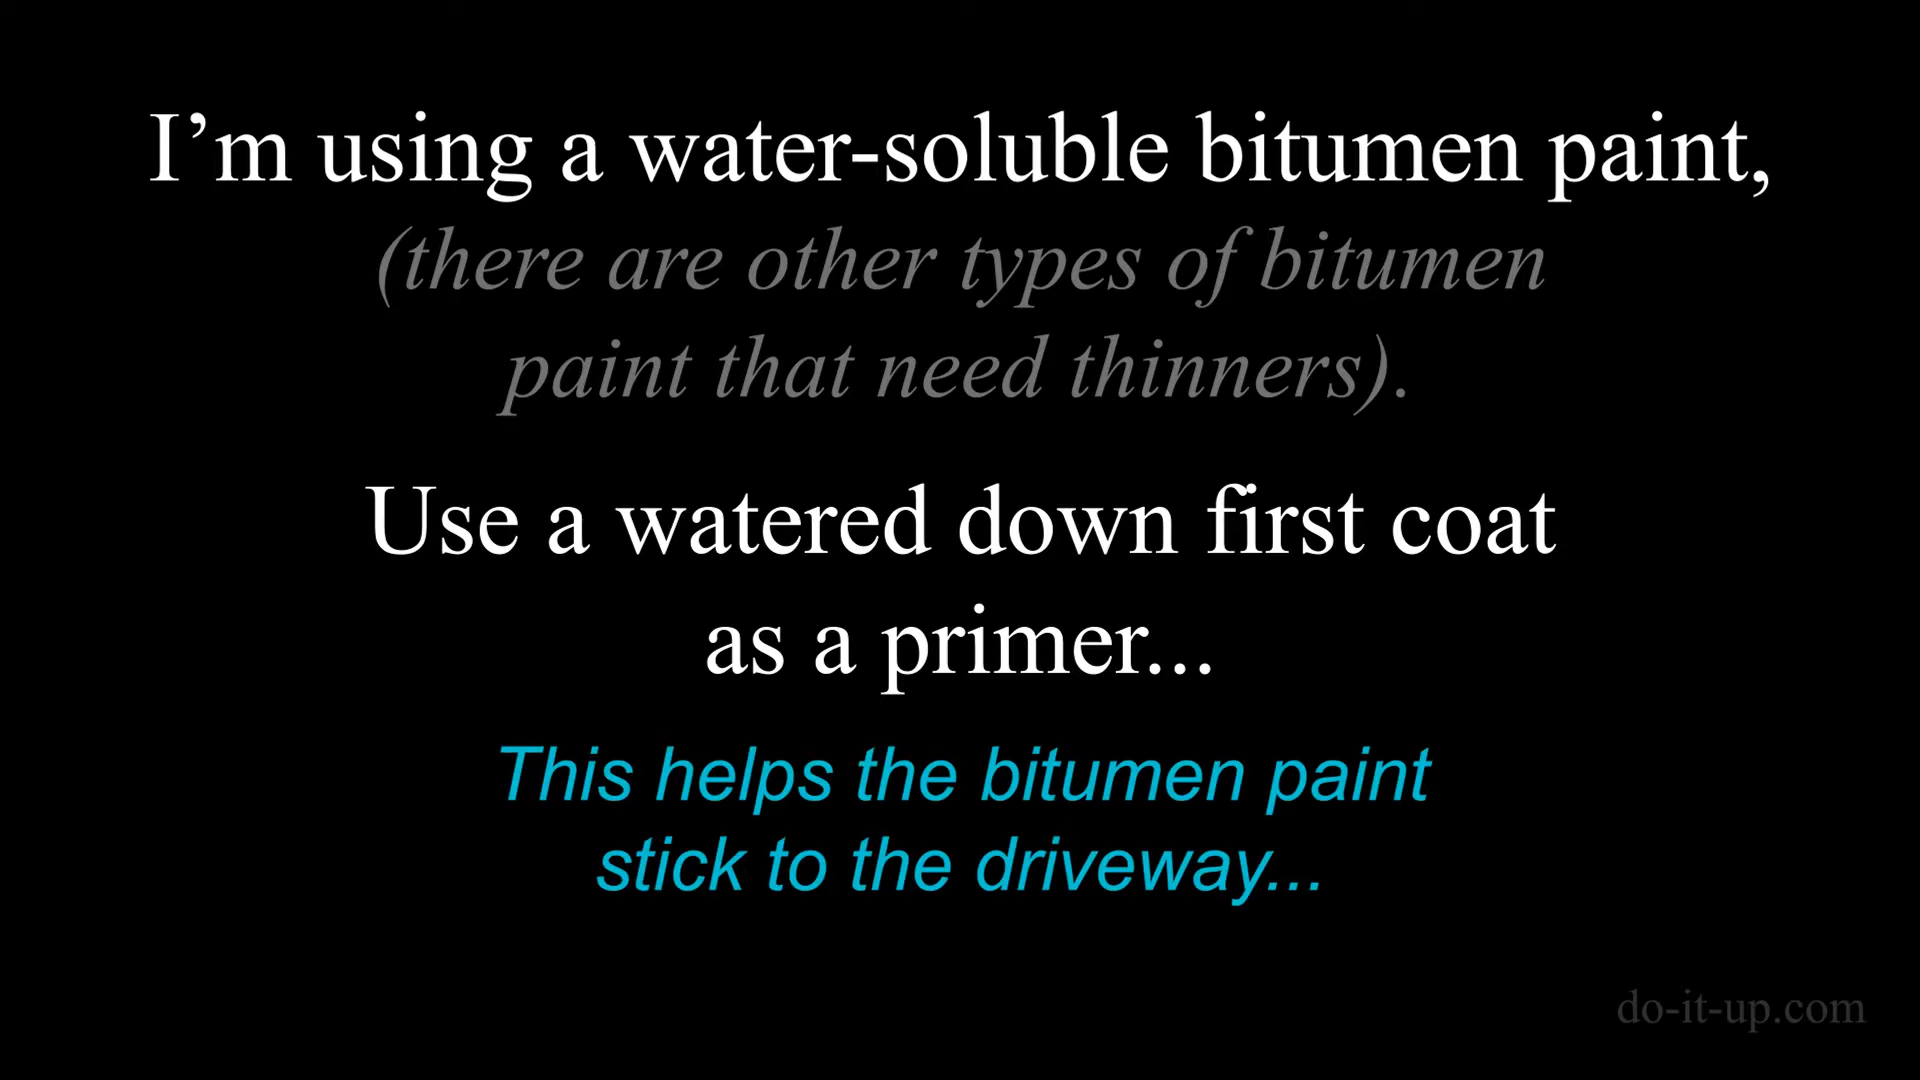 I’m using a water-soluble bitumen paint,
(there are other types of bitumen
paint that need thinners).
Use a watered down first coat
as a primer...
This helps the bitumen paint
stick to the driveway...
do-it-up.com